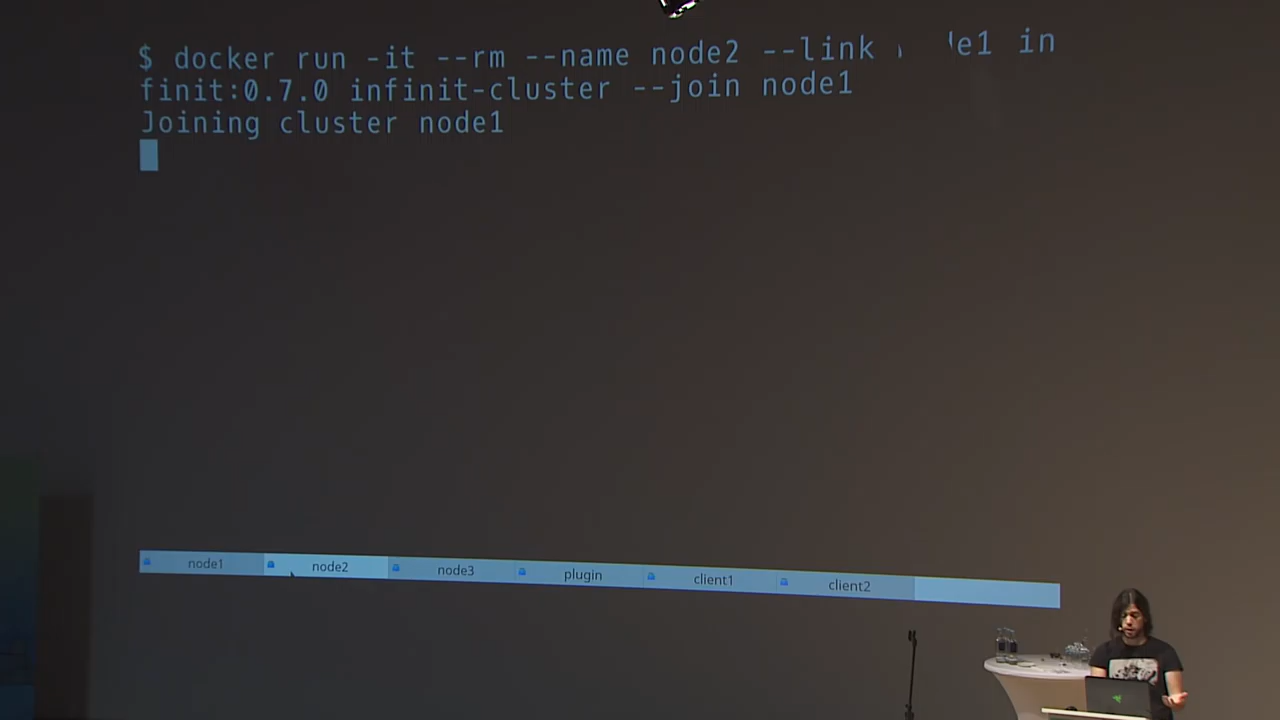 $ docker run -it --rm --name node2 --link in
finit:0.7.0 infinit-cluster --join node1
Joining cluster node1
node1 node2 node3 plugin client1 client2